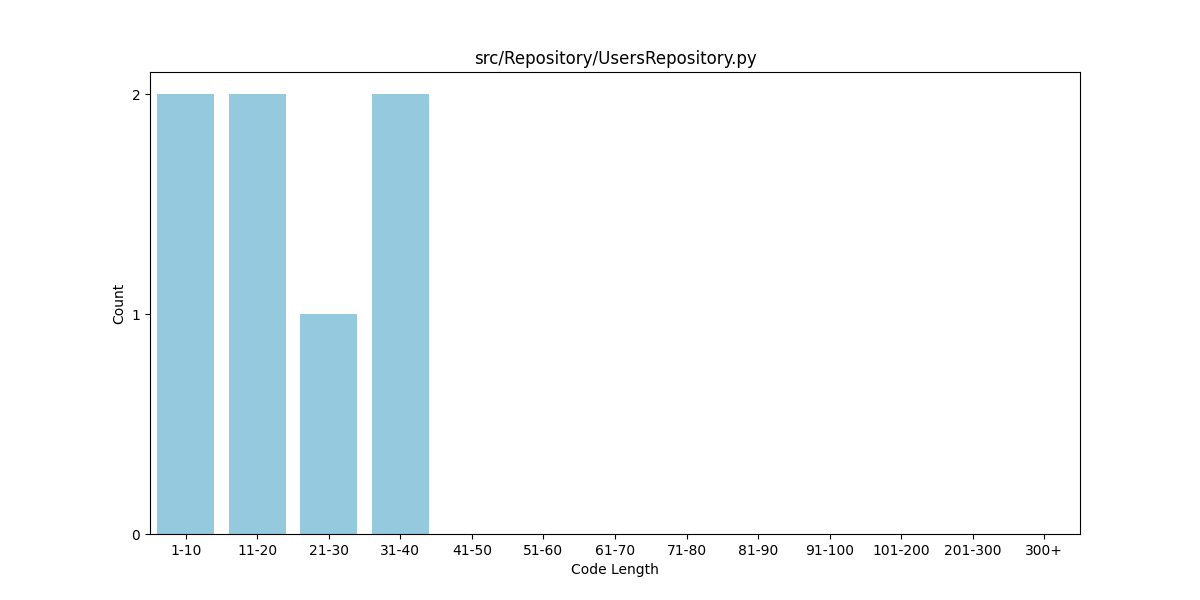 src/Repository/UsersRepository.py
2
1
0
Count
1-10 11-20 21-30 31-40 41-50 51-60 61-70 71-80 81-90 91-100 101-200 201-300 300+
Code Length